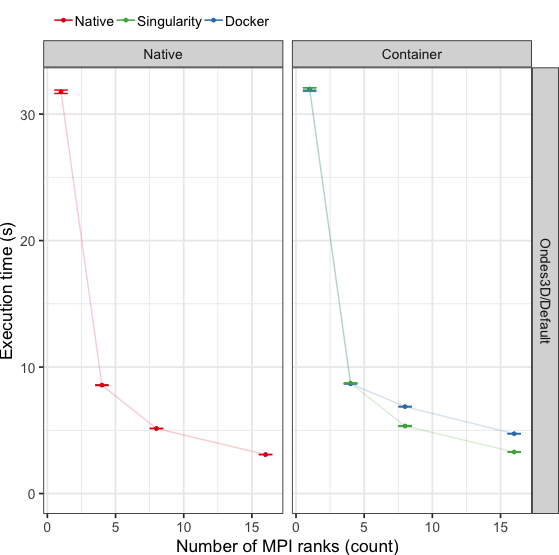 Native Singularity Docker
Native
Container
Execution time (s)
30
20
10
0
Ondes3D/Default
0 5 10 15
0 5 10 15
Number of MPI ranks (count)